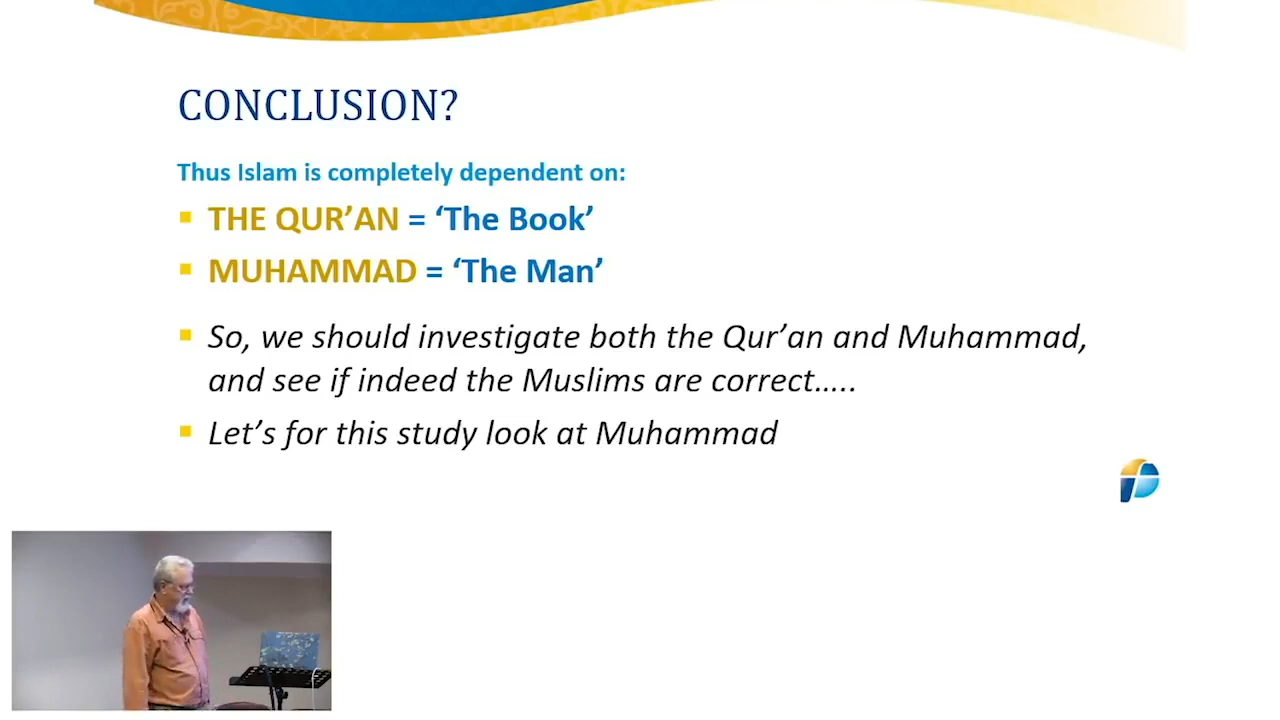 CONCLUSION?
Thus Islam is completely dependent on:
▪ THE QUR’AN = ‘The Book’
▪ MUHAMMAD = ‘The Man’
▪ So, we should investigate both the Qur’an and Muhammad,
and see if indeed the Muslims are correct…..
▪ Let’s for this study look at Muhammad